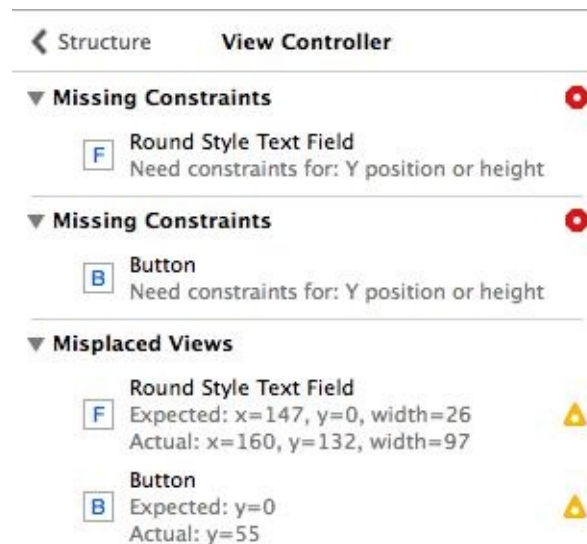 Structure View Controller
Missing Constraints
F Round Style Text Field
Need constraints for: Y position or height
Missing Constraints
B Button
Need constraints for: Y position or height
Misplaced Views
F Round Style Text Field
Expected: x=147, y=0, width=26
Actual: x=160, y=132, width=97
B Button
Expected: y=0
Actual: y=55